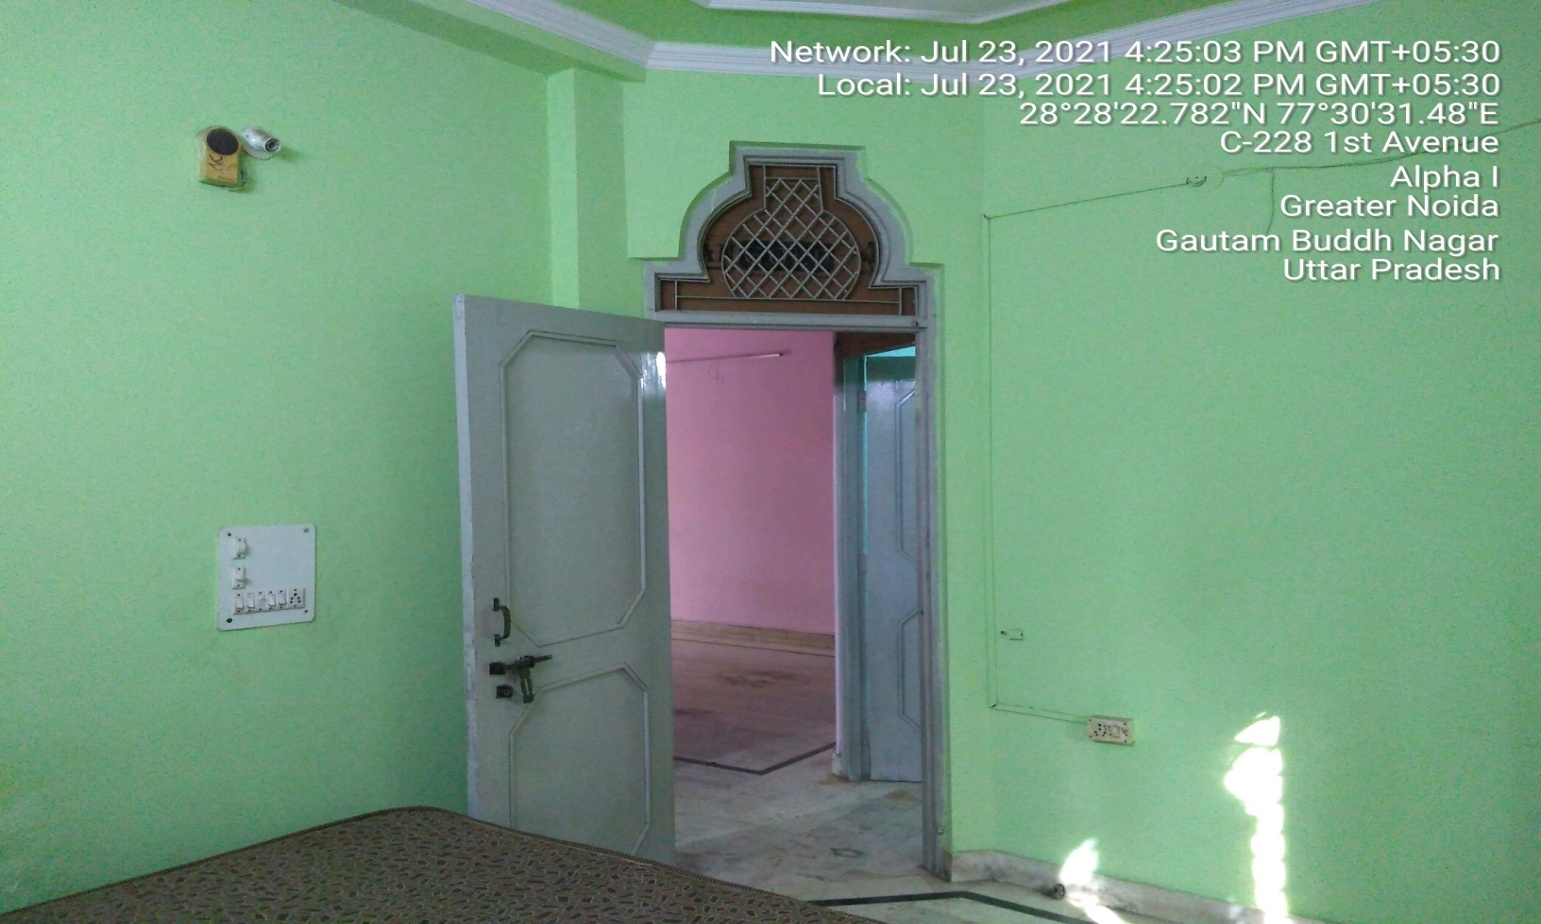 Network: Jul 23, 2021 4:25:03 PM GMT+05:30
Local: Jul 23, 2021 4:25:02 PM GMT+05:30
28°28'22.782"N 77°30'31.48"E
C-228 1st Avenue
Alpha I
Greater Noida
Gautam Buddh Nagar
Uttar Pradesh